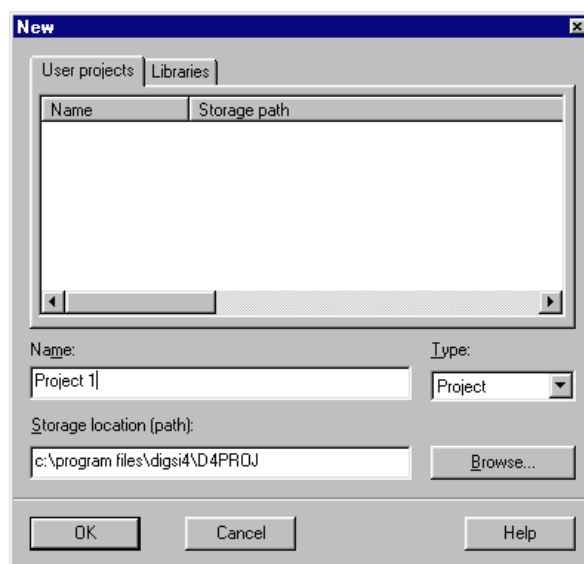 New
User projects Libraries
Name Storage path
Name: Type:
Project 1 Project
Storage location (path):
c:\program files\digsi4\D4PROJ Browse...
OK Cancel Help